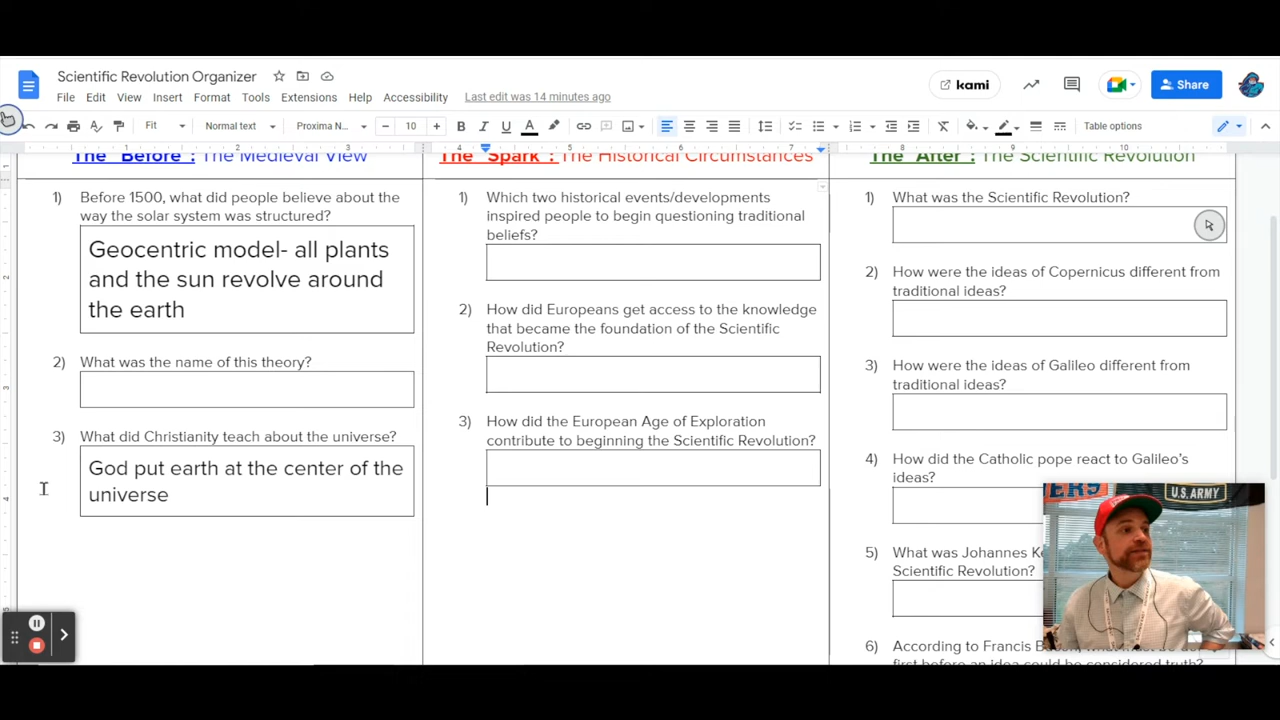 Scientific Revolution Organizer
File Edit View Insert Format Tools Extensions Help Accessibility Last edit was 14 minutes ago
kami
Share
Fit Normal text Proxima N... 10 Table options
The "Before": The Medieval View
1) Before 1500, what did people believe about the
way the solar system was structured?
Geocentric model- all plants
and the sun revolve around
the earth
2) What was the name of this theory?
3) What did Christianity teach about the universe?
God put earth at the center of the
universe
The "Spark": The Historical Circumstances
1) Which two historical events/developments
inspired people to begin questioning traditional
beliefs?
2) How did Europeans get access to the knowledge
that became the foundation of the Scientific
Revolution?
3) How did the European Age of Exploration
contribute to beginning the Scientific Revolution?
The "After": The Scientific Revolution
1) What was the Scientific Revolution?
2) How were the ideas of Copernicus different from
traditional ideas?
3) How were the ideas of Galileo different from
traditional ideas?
4) How did the Catholic pope react to Galileo's
ideas?
5) What was Johannes
Scientific Revolution?
6) According to Francis
first before an idea could be considered truth?
U.S. ARMY